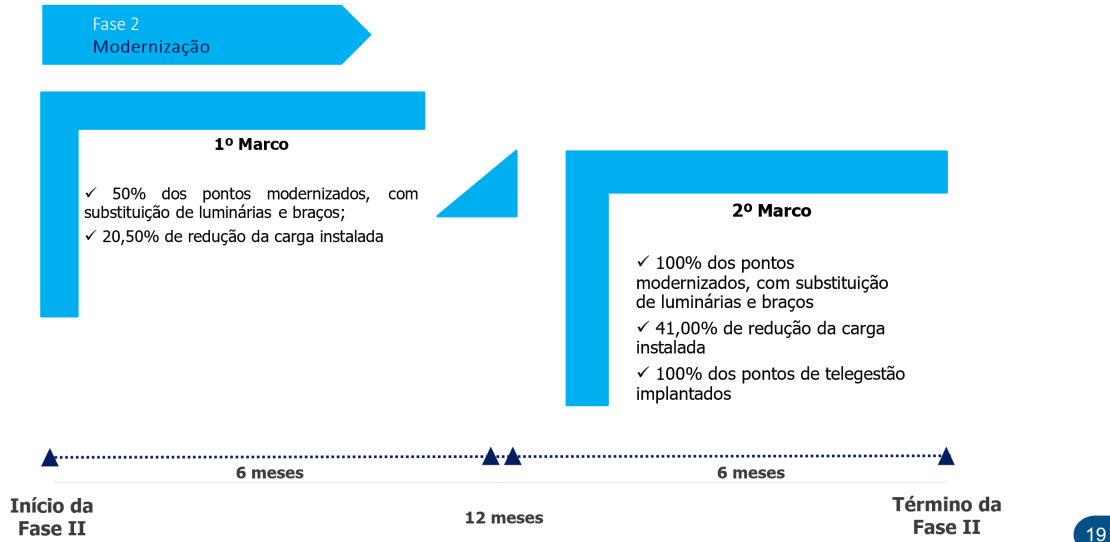 Fase 2
Modernização
1º Marco
✓ 50% dos pontos modernizados, com
substituição de luminárias e braços;
✓ 20,50% de redução da carga instalada
2º Marco
✓ 100% dos pontos
modernizados, com substituição
de luminárias e braços
✓ 41,00% de redução da carga
instalada
✓ 100% dos pontos de telegestão
implantados
6 meses
6 meses
Início da
Fase II
12 meses
Término da
Fase II
19